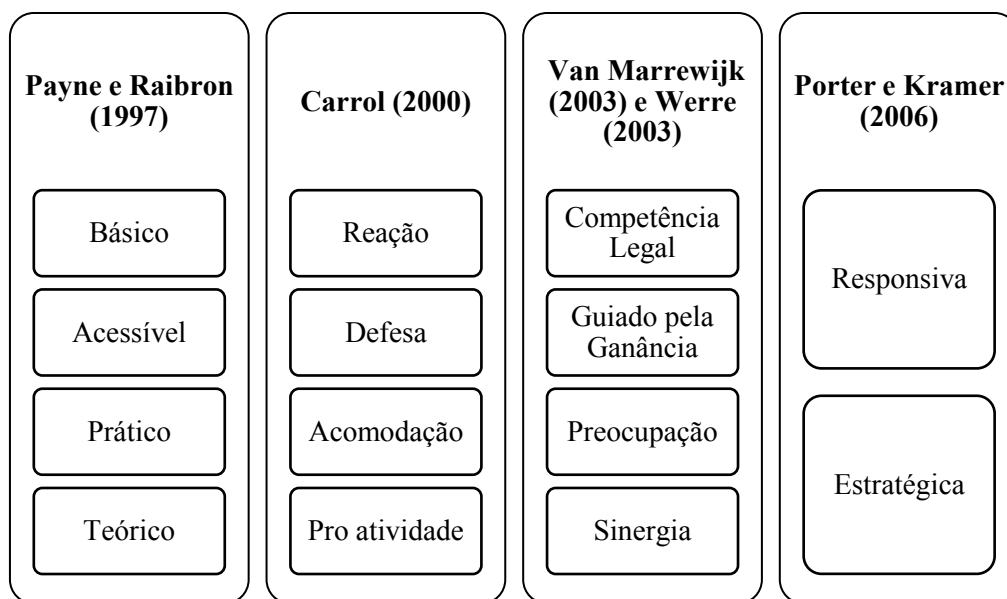 Payne e Raibron
(1997)
Básico
Acessível
Prático
Teórico
Carrol (2000)
Reação
Defesa
Acomodação
Pro atividade
Van Marrewijk
(2003) e Werre
(2003)
Competência
Legal
Guiado pela
Ganância
Preocupação
Sinergia
Porter e Kramer
(2006)
Responsiva
Estratégica